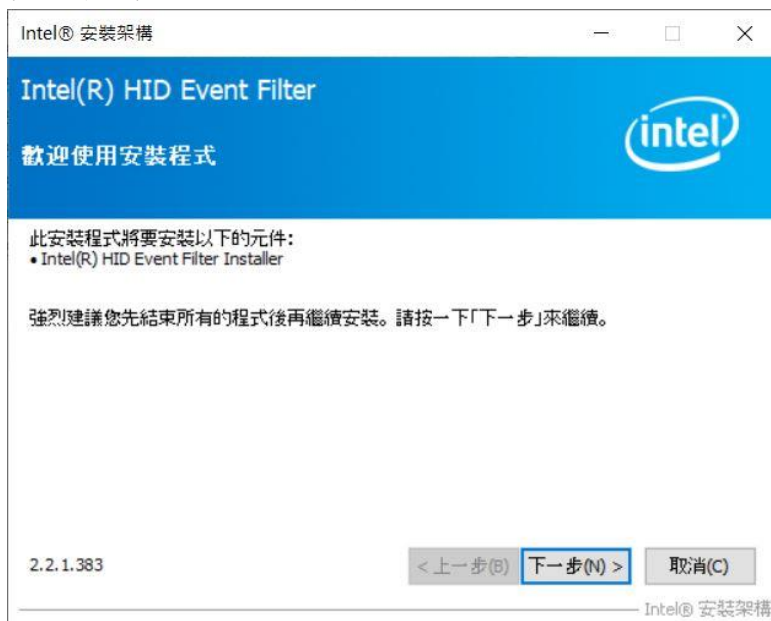 Intel® 安裝架構
Intel(R) HID Event Filter
歡迎使用安裝程式
intel
此安裝程式將要安裝以下的元件：
• Intel(R) HID Event Filter Installer
強烈建議您先結束所有的程式後再繼續安裝。請按一下「下一步」來繼續。
2.2.1.383
< 上一步(B)
下一步(N) >
取消(C)
Intel® 安裝架構